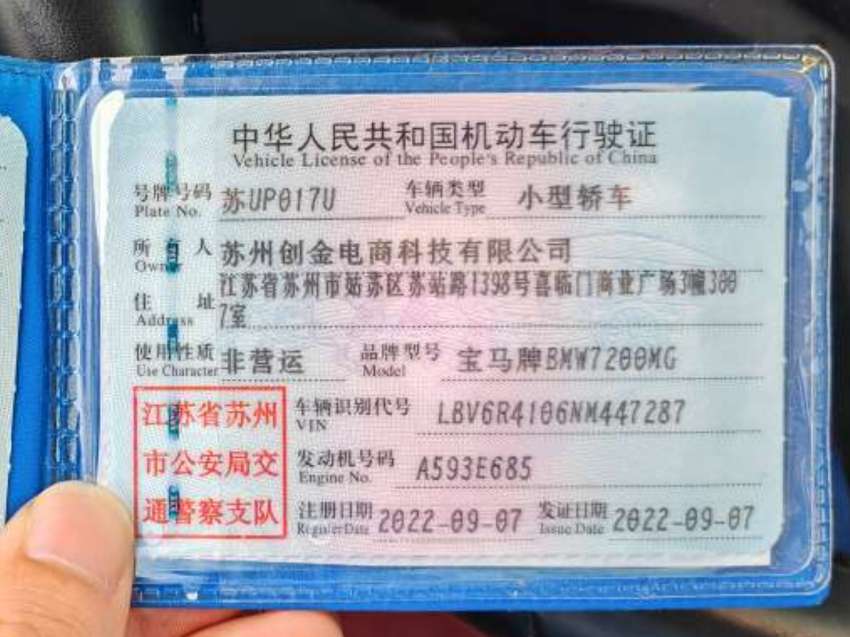 中华人民共和国机动车行驶证
Vehicle License of the People's Republic of China
号牌号码 苏UP017U 车辆类型 小型轿车
Plate No. Vehicle Type
所有人 苏州创金电商科技有限公司
Owner
住址 江苏省苏州市姑苏区苏站路1398号喜临门商业广场3幢300
Address 7室
使用性质 非营运 品牌型号 宝马牌BMW7200MG
Use Character Model
江苏省苏州 车辆识别代号 LBV6R4106NM447287
VIN
市公安局交 发动机号码 A593E685
Engine No.
通警察支队 注册日期 2022-09-07 发证日期 2022-09-07
Register Date Issue Date